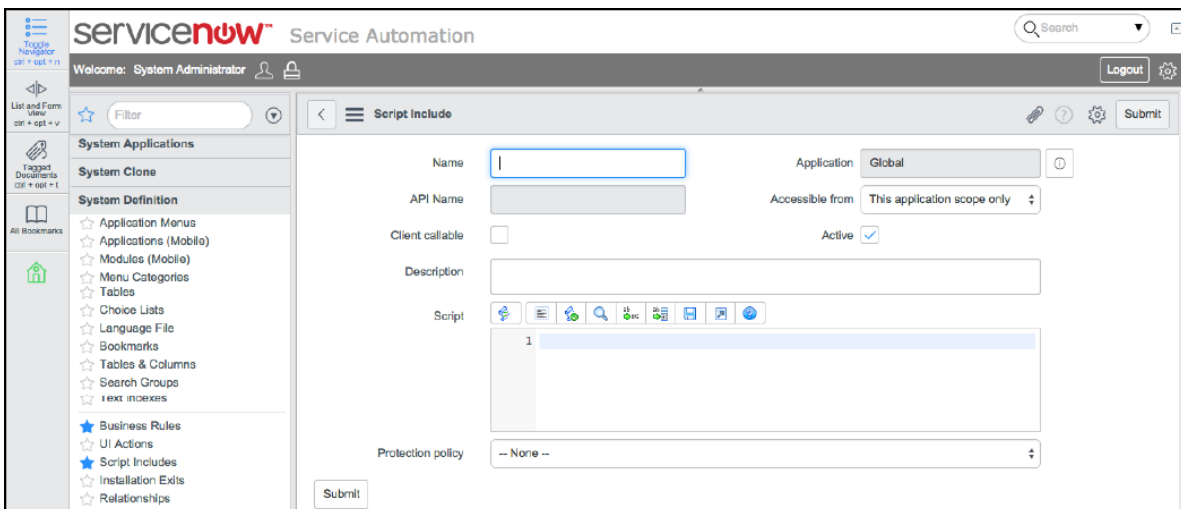 Toggle
Navigator
ctrl + opt + n
List and Form
View
ctrl + opt + v
Tagged
Documents
ctrl + opt + t
All Bookmarks
servicenow™ Service Automation
Search
Welcome: System Administrator
Logout
Filter
System Applications
System Clone
System Definition
Application Menus
Applications (Mobile)
Modules (Mobile)
Menu Categories
Tables
Choice Lists
Language File
Bookmarks
Tables & Columns
Search Groups
Text Indexes
Business Rules
UI Actions
Script Includes
Installation Exits
Relationships
Script Include
Submit
Name
Application Global
API Name
Accessible from This application scope only
Client callable
Active
Description
Script
1
Protection policy -- None --
Submit